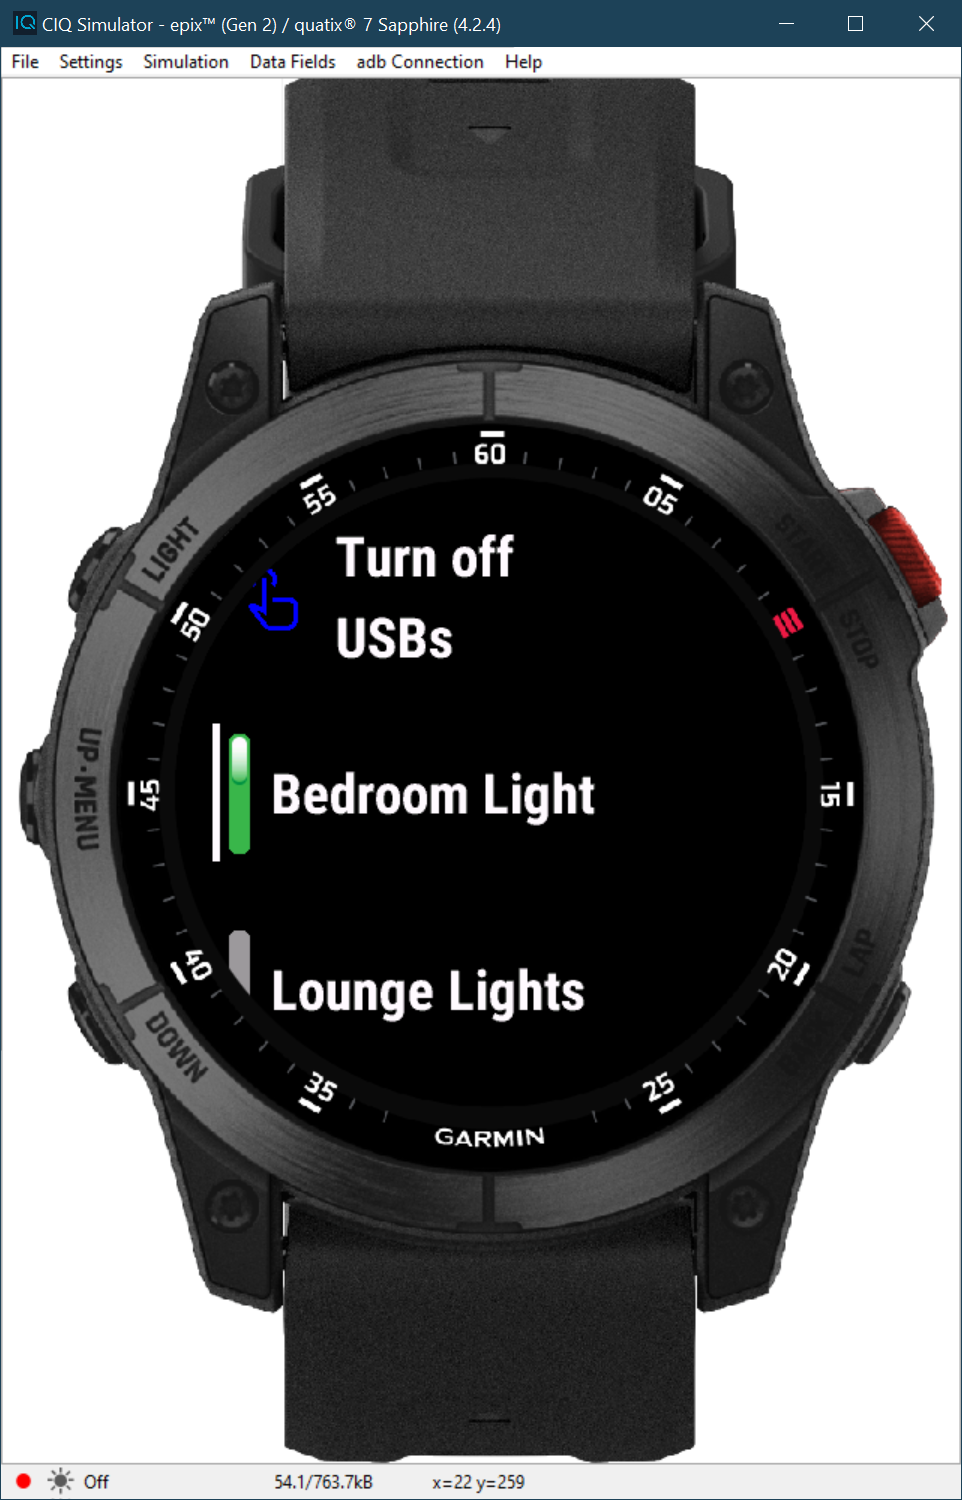 IQ CIQ Simulator - epix™ (Gen 2) / quatix® 7 Sapphire (4.2.4)
File Settings Simulation Data Fields adb Connection Help
60
55
05
LIGHT
START
50
STOP
Turn off
USBs
UP·MENU
45
15
Bedroom Light
40
20
LAP
Lounge Lights
DOWN
BACK
35
25
GARMIN
Off 54.1/763.7kB x=22 y=259